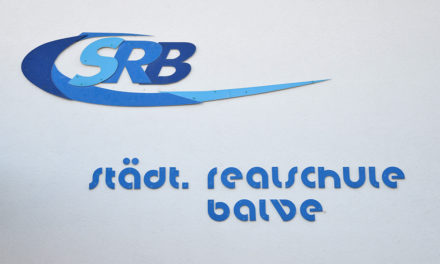 SRB
städt. realschule
balve